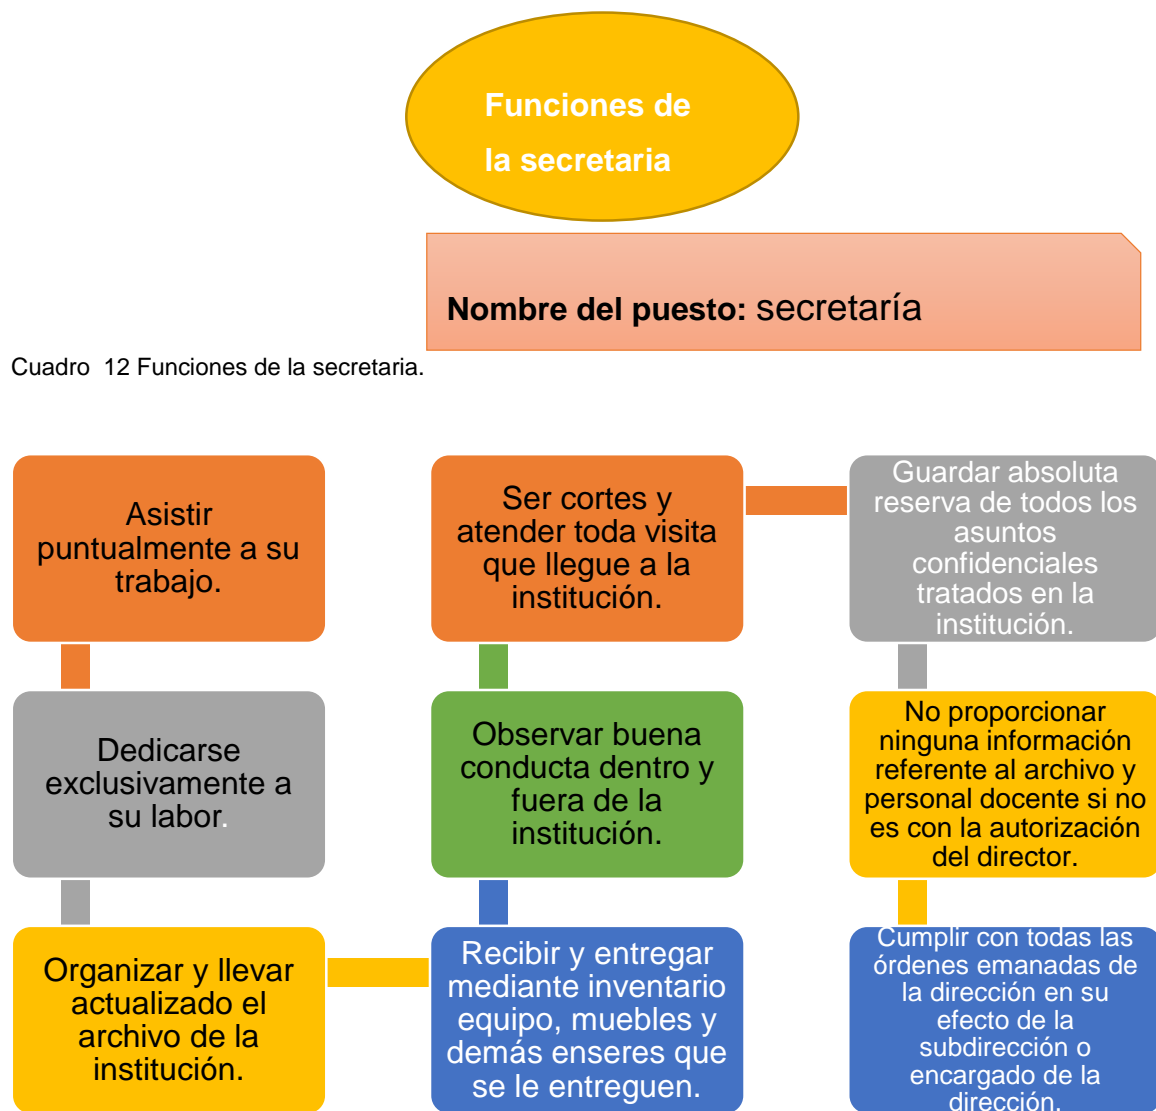 Funciones de
la secretaria
Nombre del puesto: secretaría
Cuadro 12 Funciones de la secretaria.
Asistir
puntualmente a su
trabajo.
Dedicarse
exclusivamente a
su labor.
Organizar y llevar
actualizado el
archivo de la
institución.
Recibir y entregar
mediante inventario
equipo, muebles y
demás enseres que
se le entreguen.
Observar buena
conducta dentro y
fuera de la
institución.
Ser cortes y
atender toda visita
que llegue a la
institución.
Guardar absoluta
reserva de todos los
asuntos
confidenciales
tratados en la
institución.
No proporcionar
ninguna información
referente al archivo y
personal docente si no
es con la autorización
del director.
Cumplir con todas las
órdenes emanadas de
la dirección en su
efecto de la
subdirección o
encargado de la
dirección.